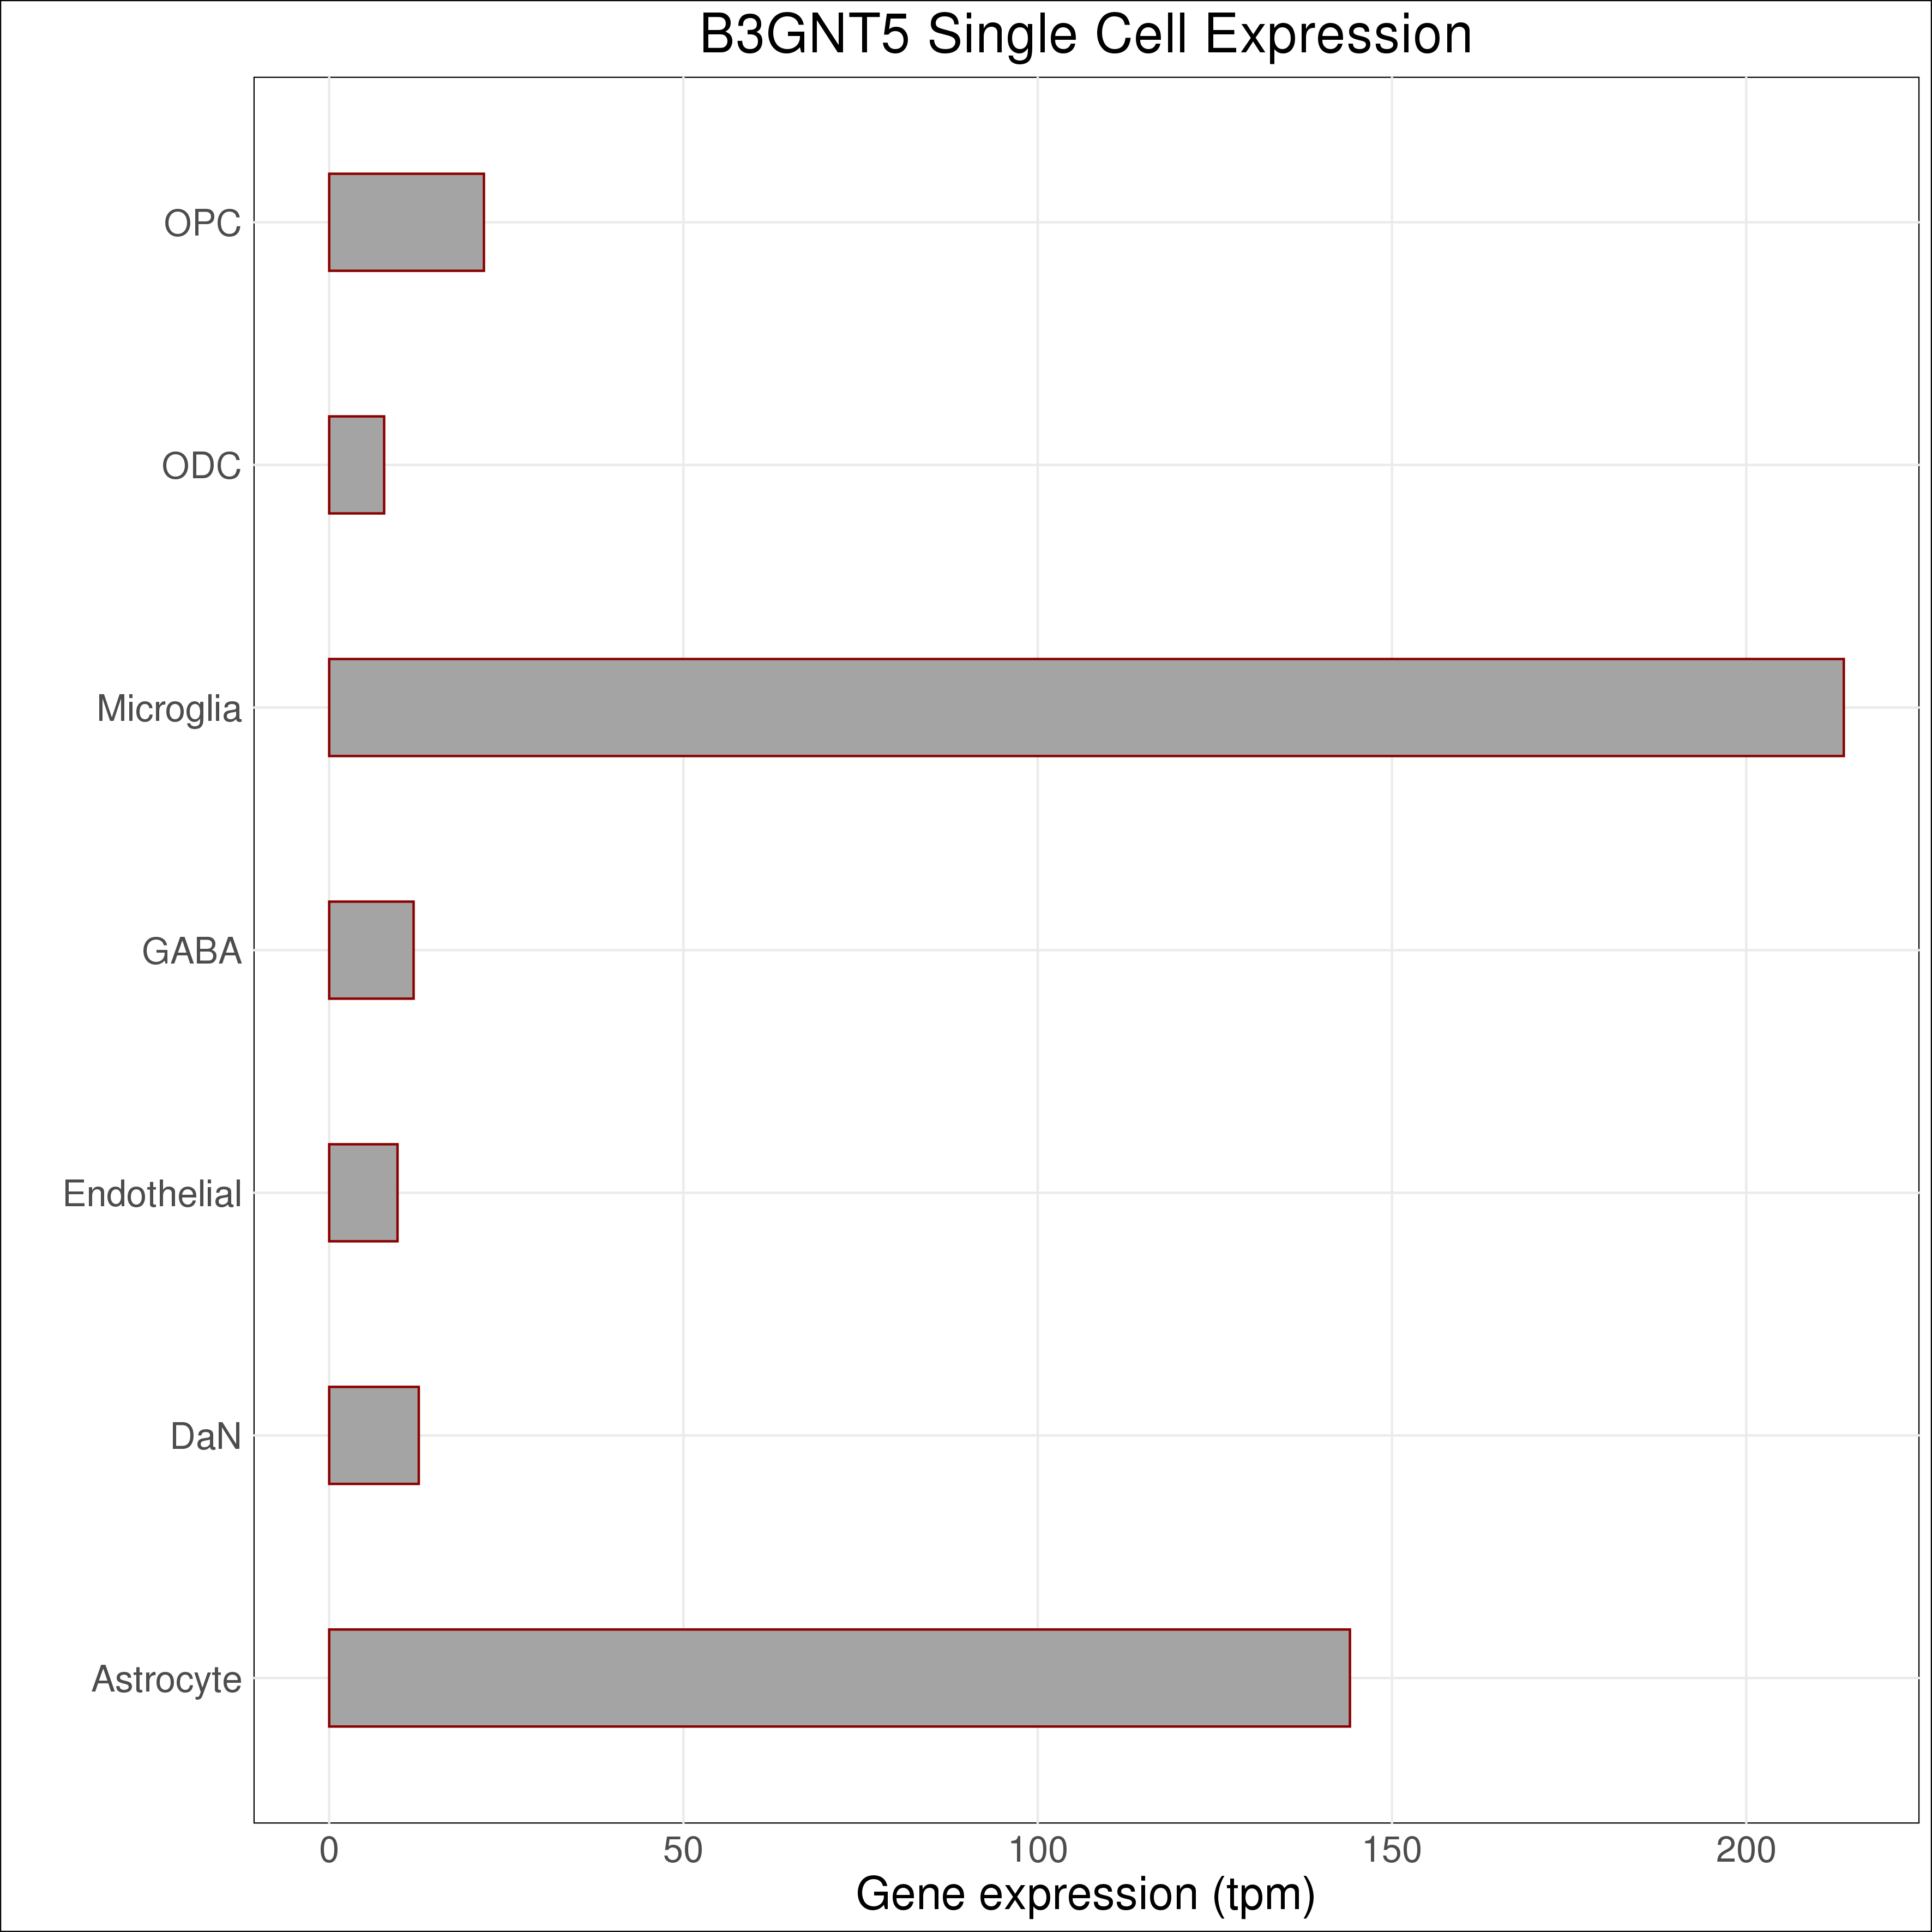 B3GNT5 Single Cell Expression
OPC
ODC
Microglia
GABA
Endothelial
DaN
Astrocyte
0 50 100 150 200
Gene expression (tpm)